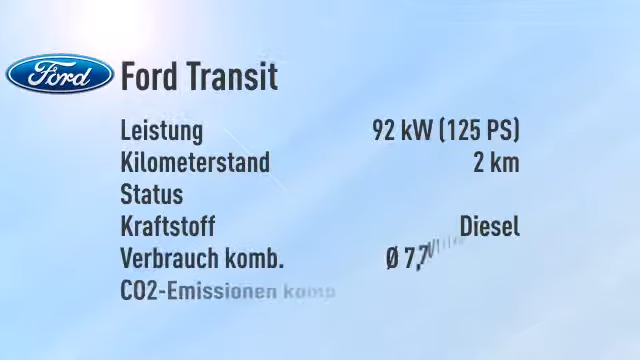 Ford
Ford Transit
Leistung 92 kW (125 PS)
Kilometerstand 2 km
Status
Kraftstoff Diesel
Verbrauch komb. Ø 7,7
CO2-Emissionen komb